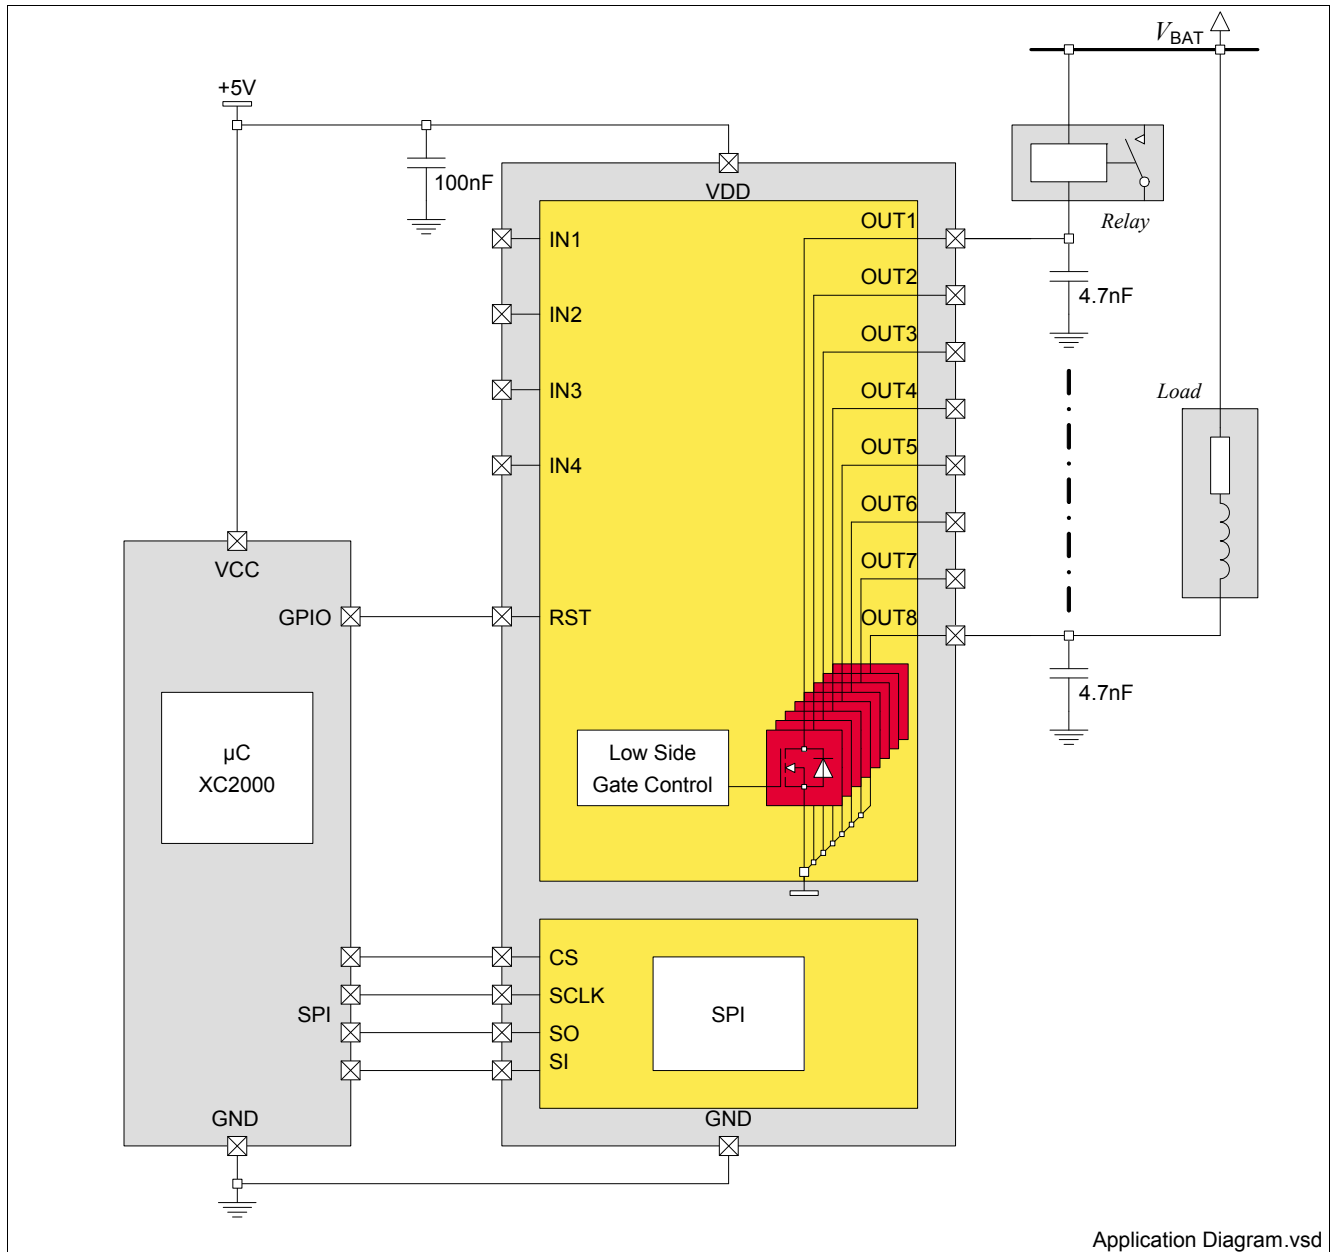 V BAT
+5V
100nF
VDD
IN1
IN2
IN3
IN4
RST
OUT1
OUT2
OUT3
OUT4
OUT5
OUT6
OUT7
OUT8
Relay
4.7nF
Load
4.7nF
VCC
GPIO
µC
XC2000
Low Side
Gate Control
SPI
CS
SCLK
SO
SI
SPI
GND
GND
Application Diagram.vsd